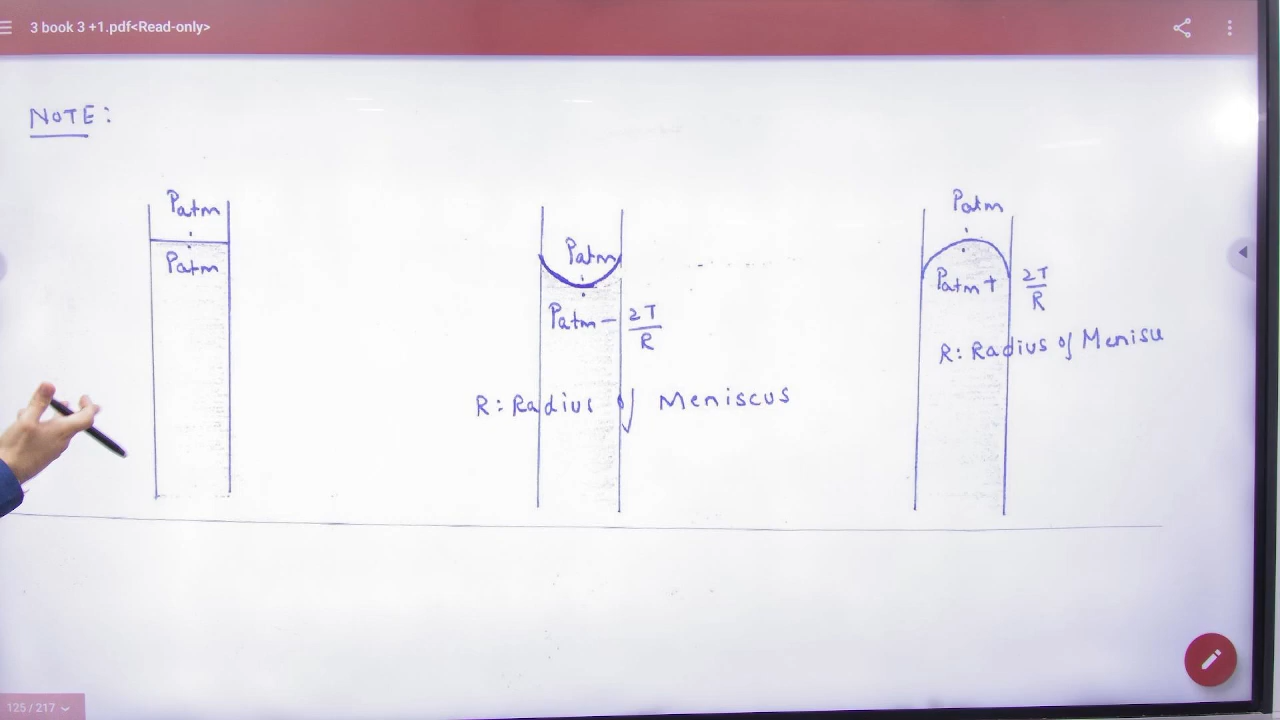 3 book 3 +1.pdf<Read-only>
NOTE:
Patm
Patm
Patm
Patm - 2T/R
R: Radius of Meniscus
Patm
Patm + 2T/R
R: Radius of Menisu
125 / 217